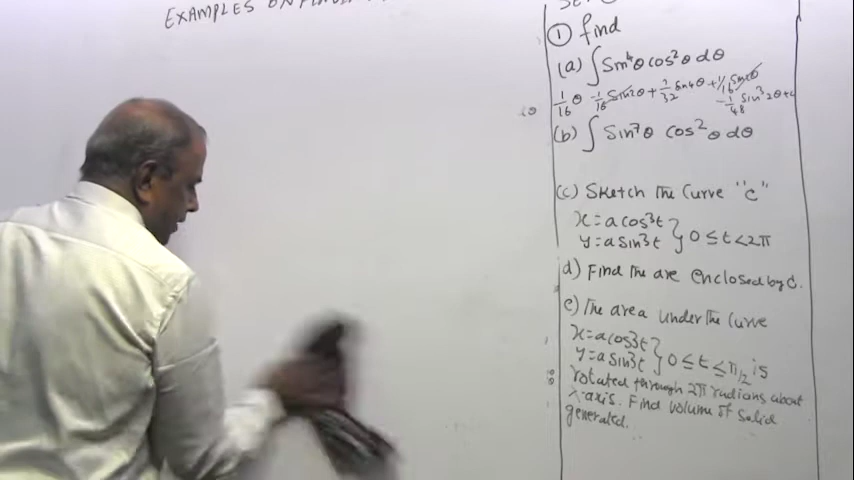 EXAMPLES ON
① find
(a) ∫ Sin⁴θ cos²θ dθ
1/16 θ - 1/16 Sin2θ + 1/32 Sin4θ + 1/16 Sin2θ
- 1/48 Sin³2θ + c
(b) ∫ Sin⁷θ cos²θ dθ
(c) Sketch the Curve "C"
x = a cos³t
y = a sin³t } 0 ≤ t < 2π
d) Find the are enclosed by C.
e) The area under the Curve
x = a cos³t
y = a sin³t } 0 ≤ t ≤ π/2 is
rotated through 2π radians about
x-axis. Find volume of solid
generated.